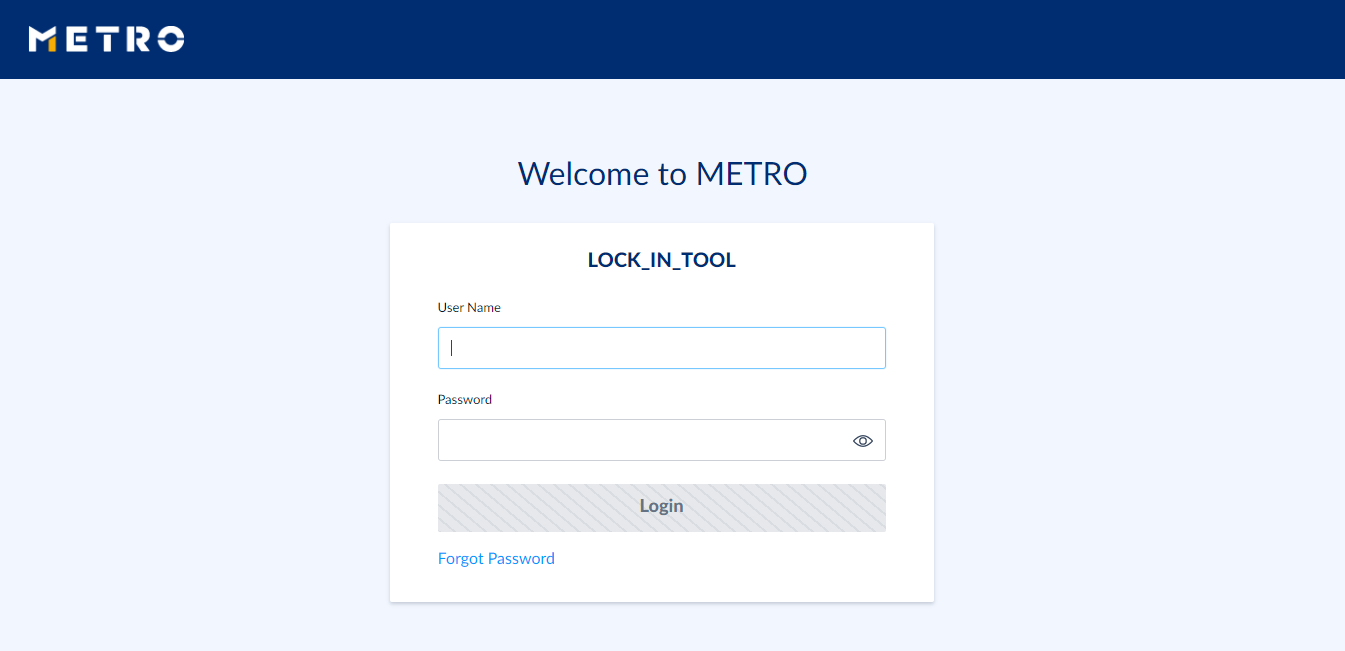 METRO
Welcome to METRO
LOCK_IN_TOOL
User Name
Password
Login
Forgot Password